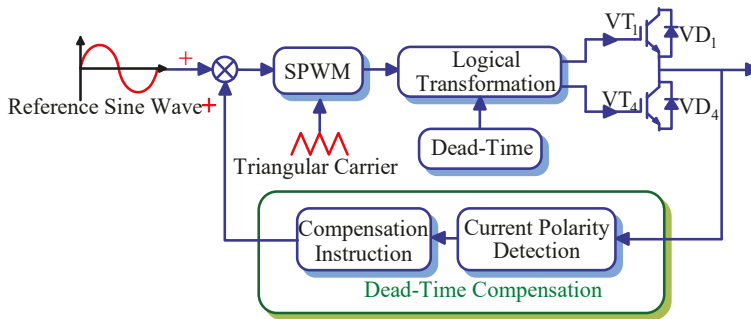 +
Reference Sine Wave
+
SPWM
Triangular Carrier
Logical
Transformation
Dead-Time
VT1
VD1
VT4
VD4
Compensation
Instruction
Current Polarity
Detection
Dead-Time Compensation